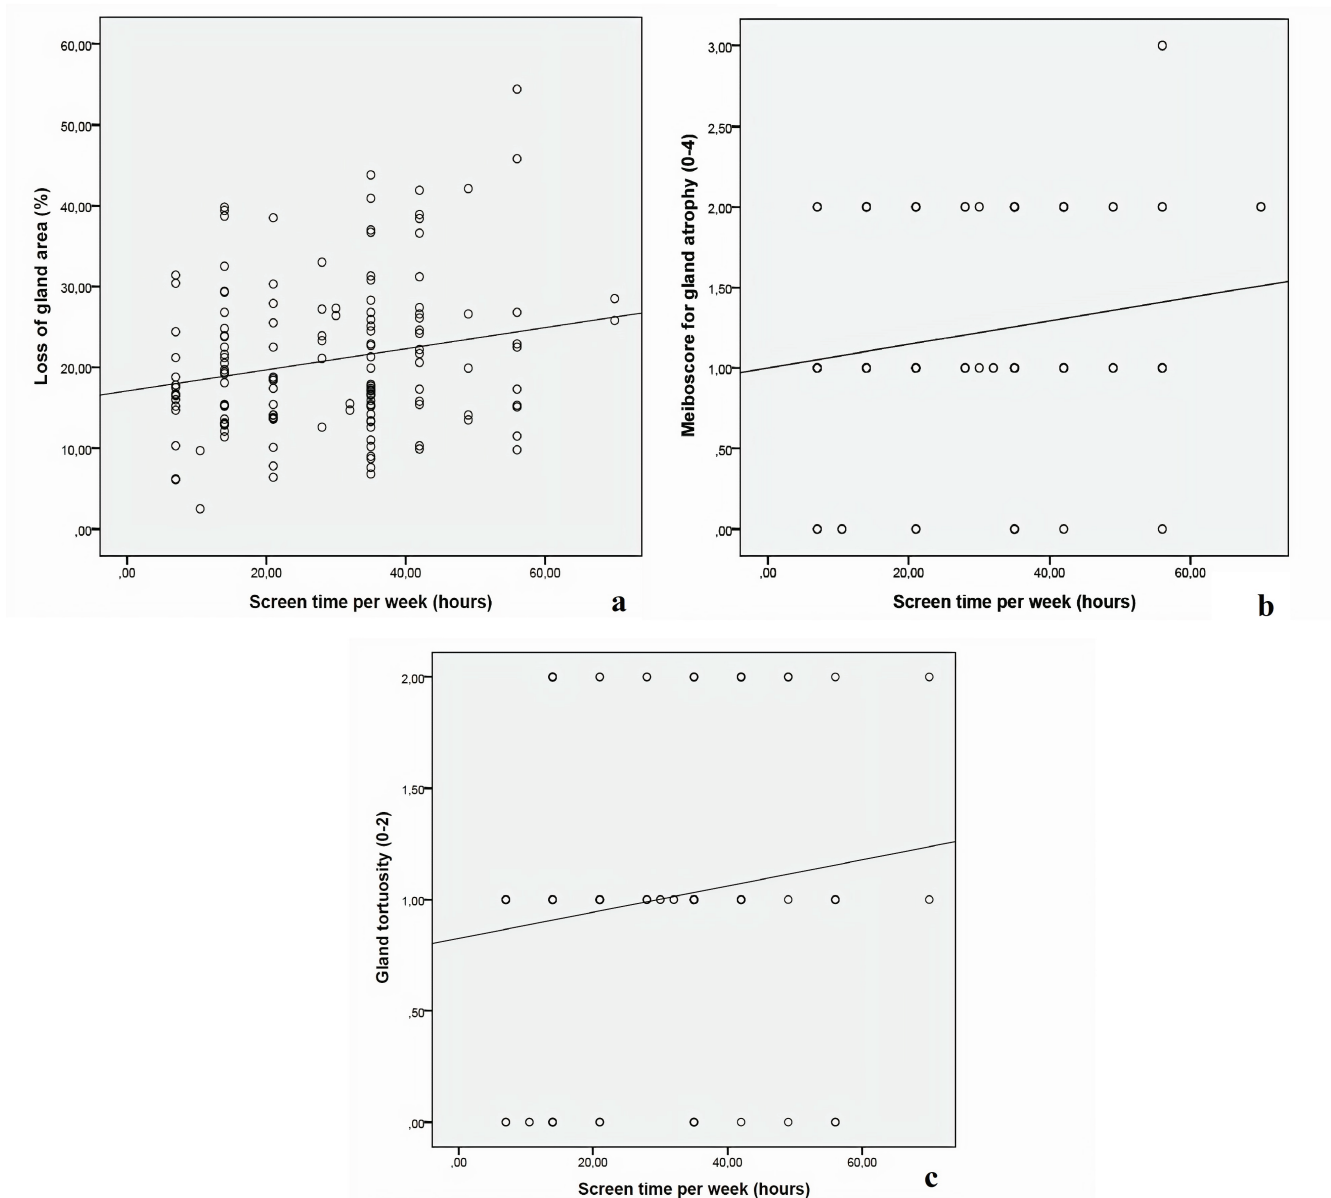 60,00
50,00
40,00
30,00
20,00
10,00
,00
Loss of gland area (%)
,00 20,00 40,00 60,00
Screen time per week (hours)
a
3,00
2,50
2,00
1,50
1,00
,50
,00
Meiboscore for gland atrophy (0-4)
,00 20,00 40,00 60,00
Screen time per week (hours)
b
2,00
1,50
1,00
,50
,00
Gland tortuosity (0-2)
,00 20,00 40,00 60,00
Screen time per week (hours)
c